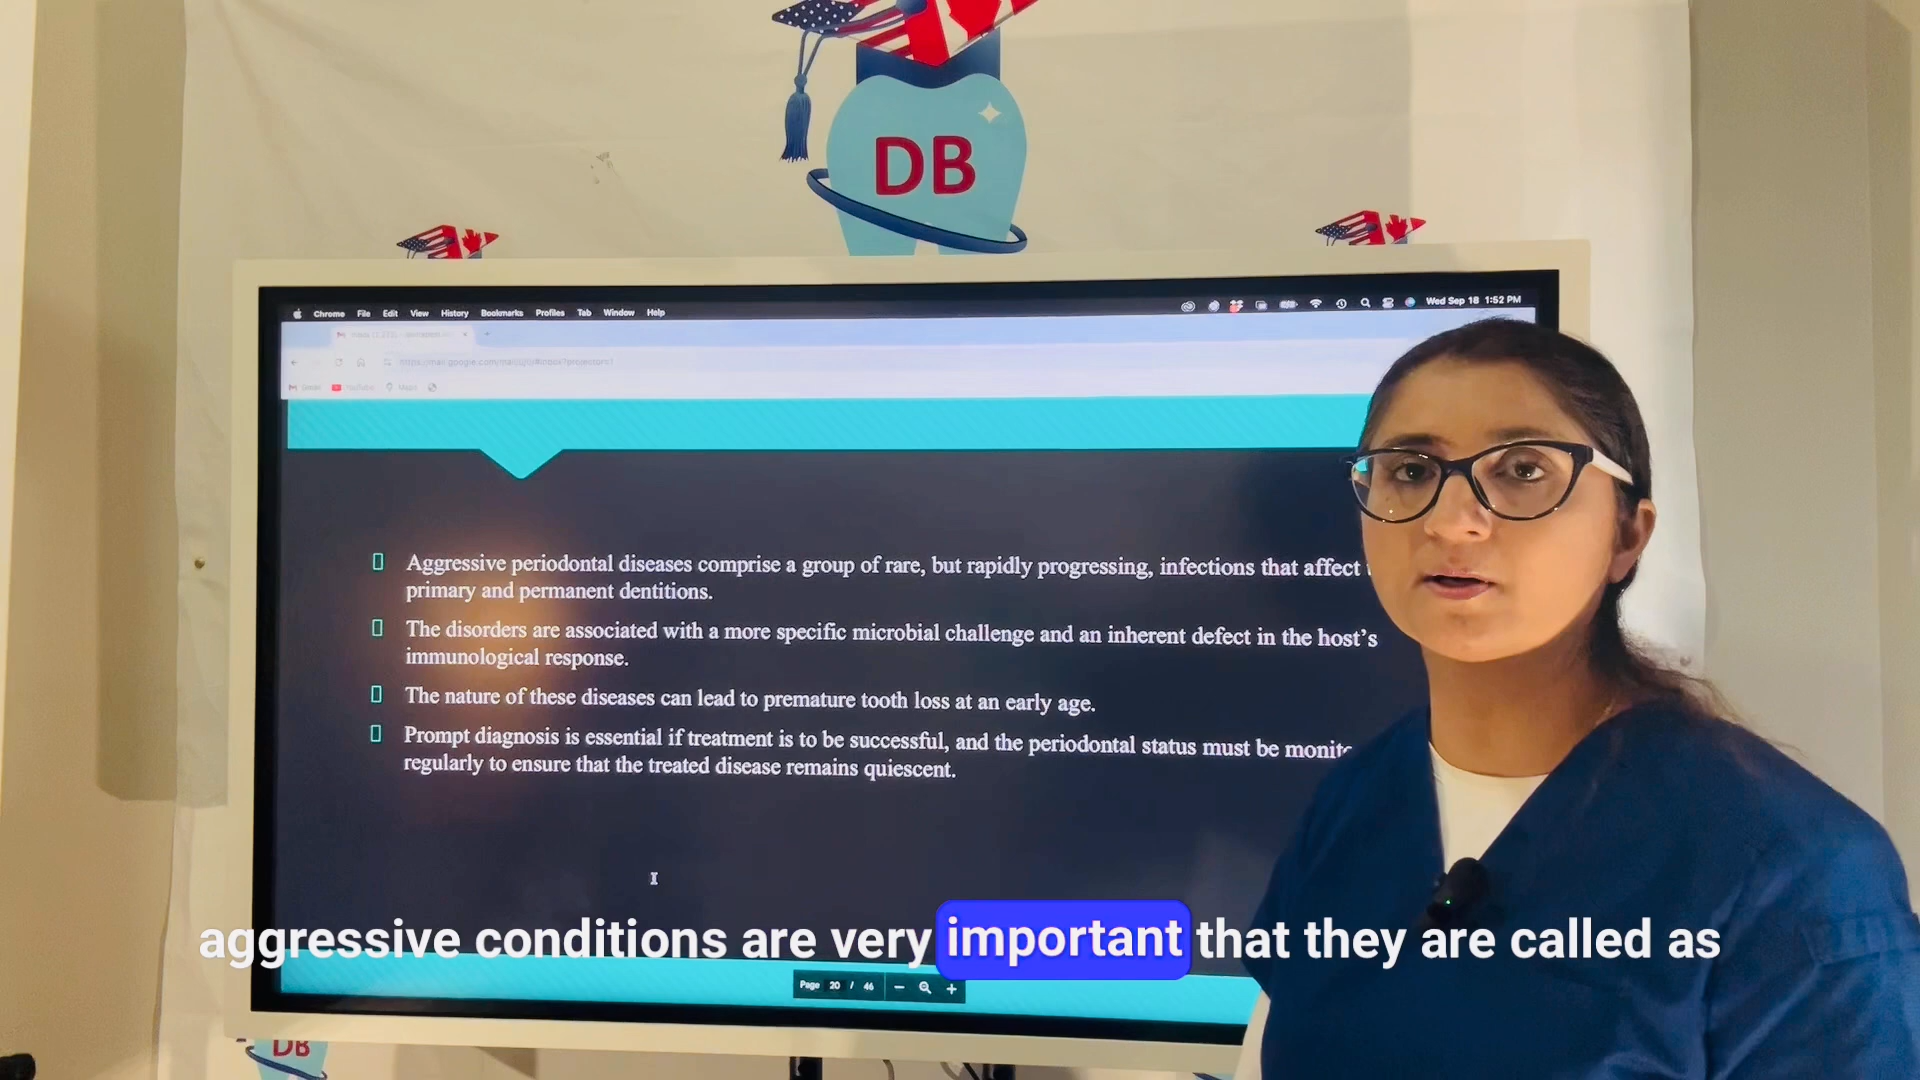 DB
Chrome File Edit View History Bookmarks Profiles Tab Window Help
Wed Sep 18 1:52 PM
Gmail YouTube Maps
Aggressive periodontal diseases comprise a group of rare, but rapidly progressing, infections that affect
primary and permanent dentitions.
The disorders are associated with a more specific microbial challenge and an inherent defect in the host's
immunological response.
The nature of these diseases can lead to premature tooth loss at an early age.
Prompt diagnosis is essential if treatment is to be successful, and the periodontal status must be
regularly to ensure that the treated disease remains quiescent.
aggressive conditions are very important that they are called as
Page 20 / 46
DB